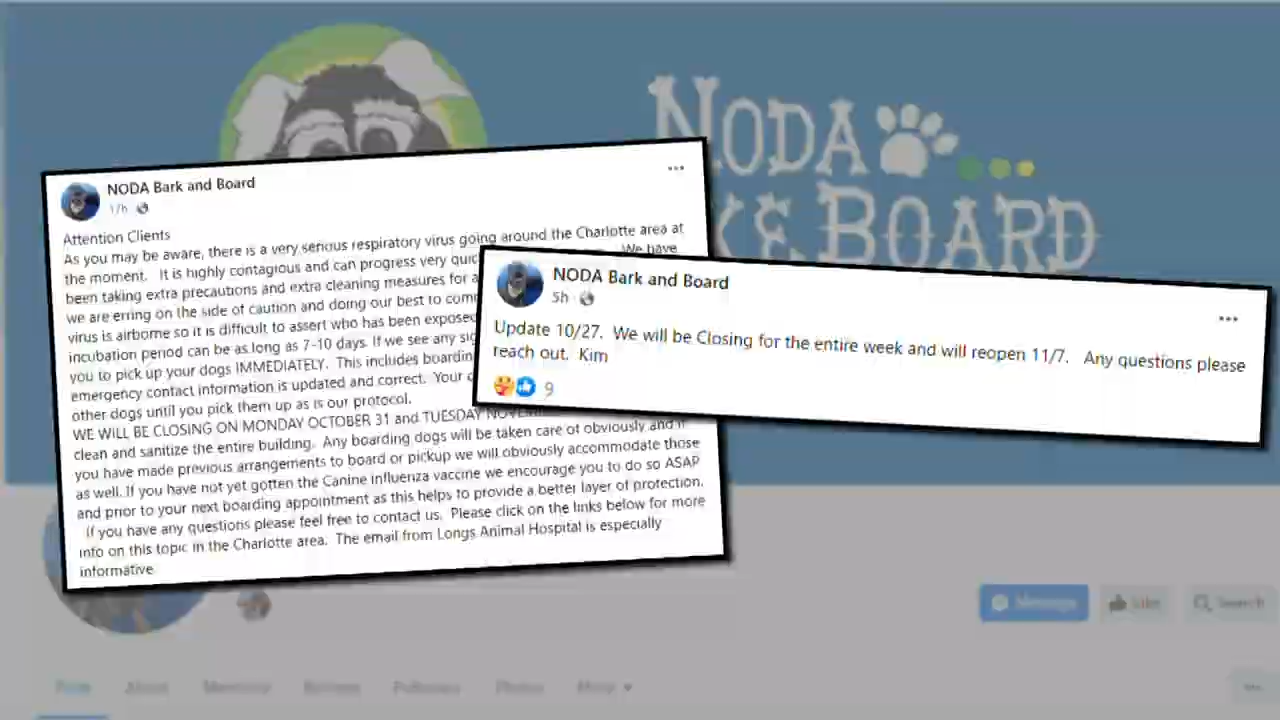 NODA
BOARD
NODA Bark and Board
17h
Attention Clients
As you may be aware, there is a very serious respiratory virus going around the Charlotte area at
the moment. It is highly contagious and can progress very We have
been taking extra precautions and extra cleaning measures for
we are erring on the side of caution and doing our best to
virus is airborne so it is difficult to assert who has been
incubation period can be as long as 7-10 days. If we see any
you to pick up your dogs IMMEDIATELY. This includes
emergency contact information is updated and correct. Your
other dogs until you pick them up as is our protocol.
WE WILL BE CLOSING ON MONDAY OCTOBER 31 and TUESDAY
clean and sanitize the entire building. Any boarding dogs will be taken care of obviously and if
you have made previous arrangements to board or pickup we will obviously accommodate those
as well. If you have not yet gotten the Canine influenza vaccine we encourage you to do so ASAP
and prior to your next boarding appointment as this helps to provide a better layer of protection.
If you have any questions please feel free to contact us. Please click on the links below for more
info on this topic in the Charlotte area. The email from Longs Animal Hospital is especially
informative
NODA Bark and Board
5h
Update 10/27. We will be Closing for the entire week and will reopen 11/7. Any questions please
reach out. Kim
9
Message
Like
Search
Posts
About
Mentions
Reviews
Followers
Photos
More